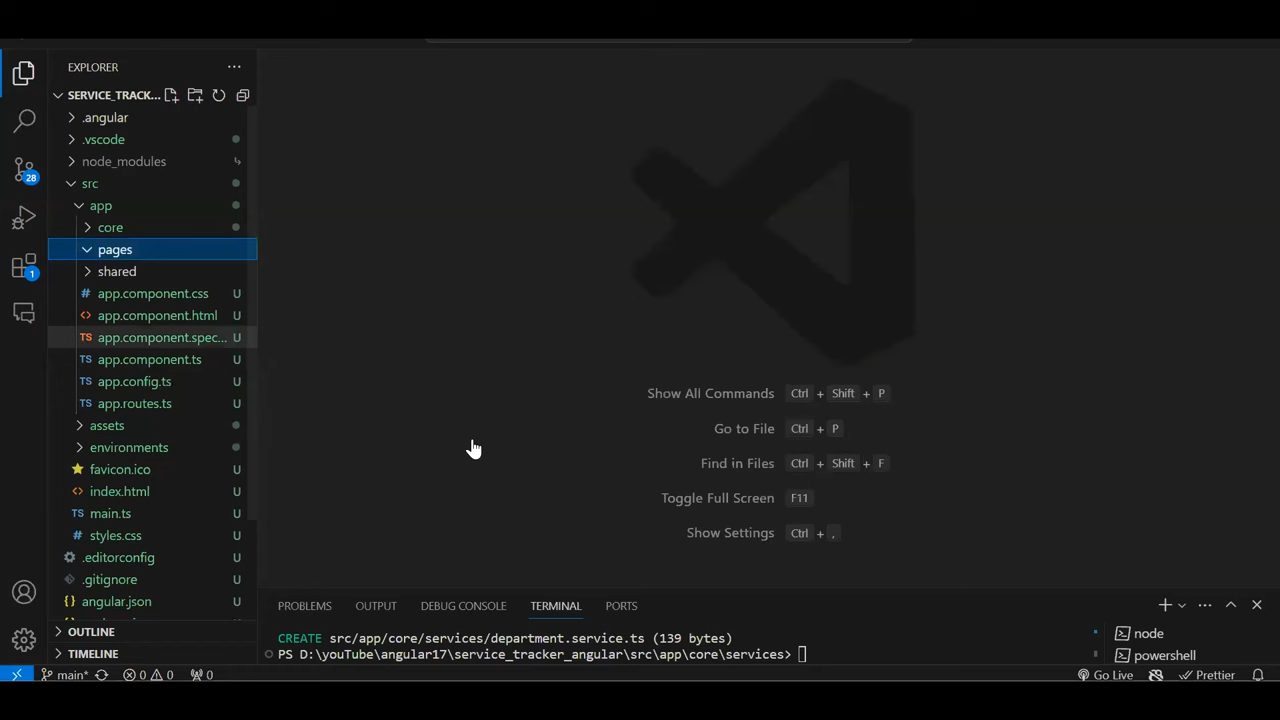 EXPLORER
SERVICE_TRACK...
.angular
.vscode
node_modules
src
app
core
pages
shared
app.component.css U
app.component.html U
app.component.spec... U
app.component.ts U
app.config.ts U
app.routes.ts U
assets
environments
favicon.ico U
index.html U
main.ts U
styles.css U
.editorconfig U
.gitignore U
angular.json U
OUTLINE
TIMELINE
28
1
Show All Commands Ctrl + Shift + P
Go to File Ctrl + P
Find in Files Ctrl + Shift + F
Toggle Full Screen F11
Show Settings Ctrl + ,
PROBLEMS OUTPUT DEBUG CONSOLE TERMINAL PORTS
CREATE src/app/core/services/department.service.ts (139 bytes)
PS D:\youTube\angular17\service_tracker_angular\src\app\core\services>
node
powershell
main* 0 0 0 Go Live Prettier